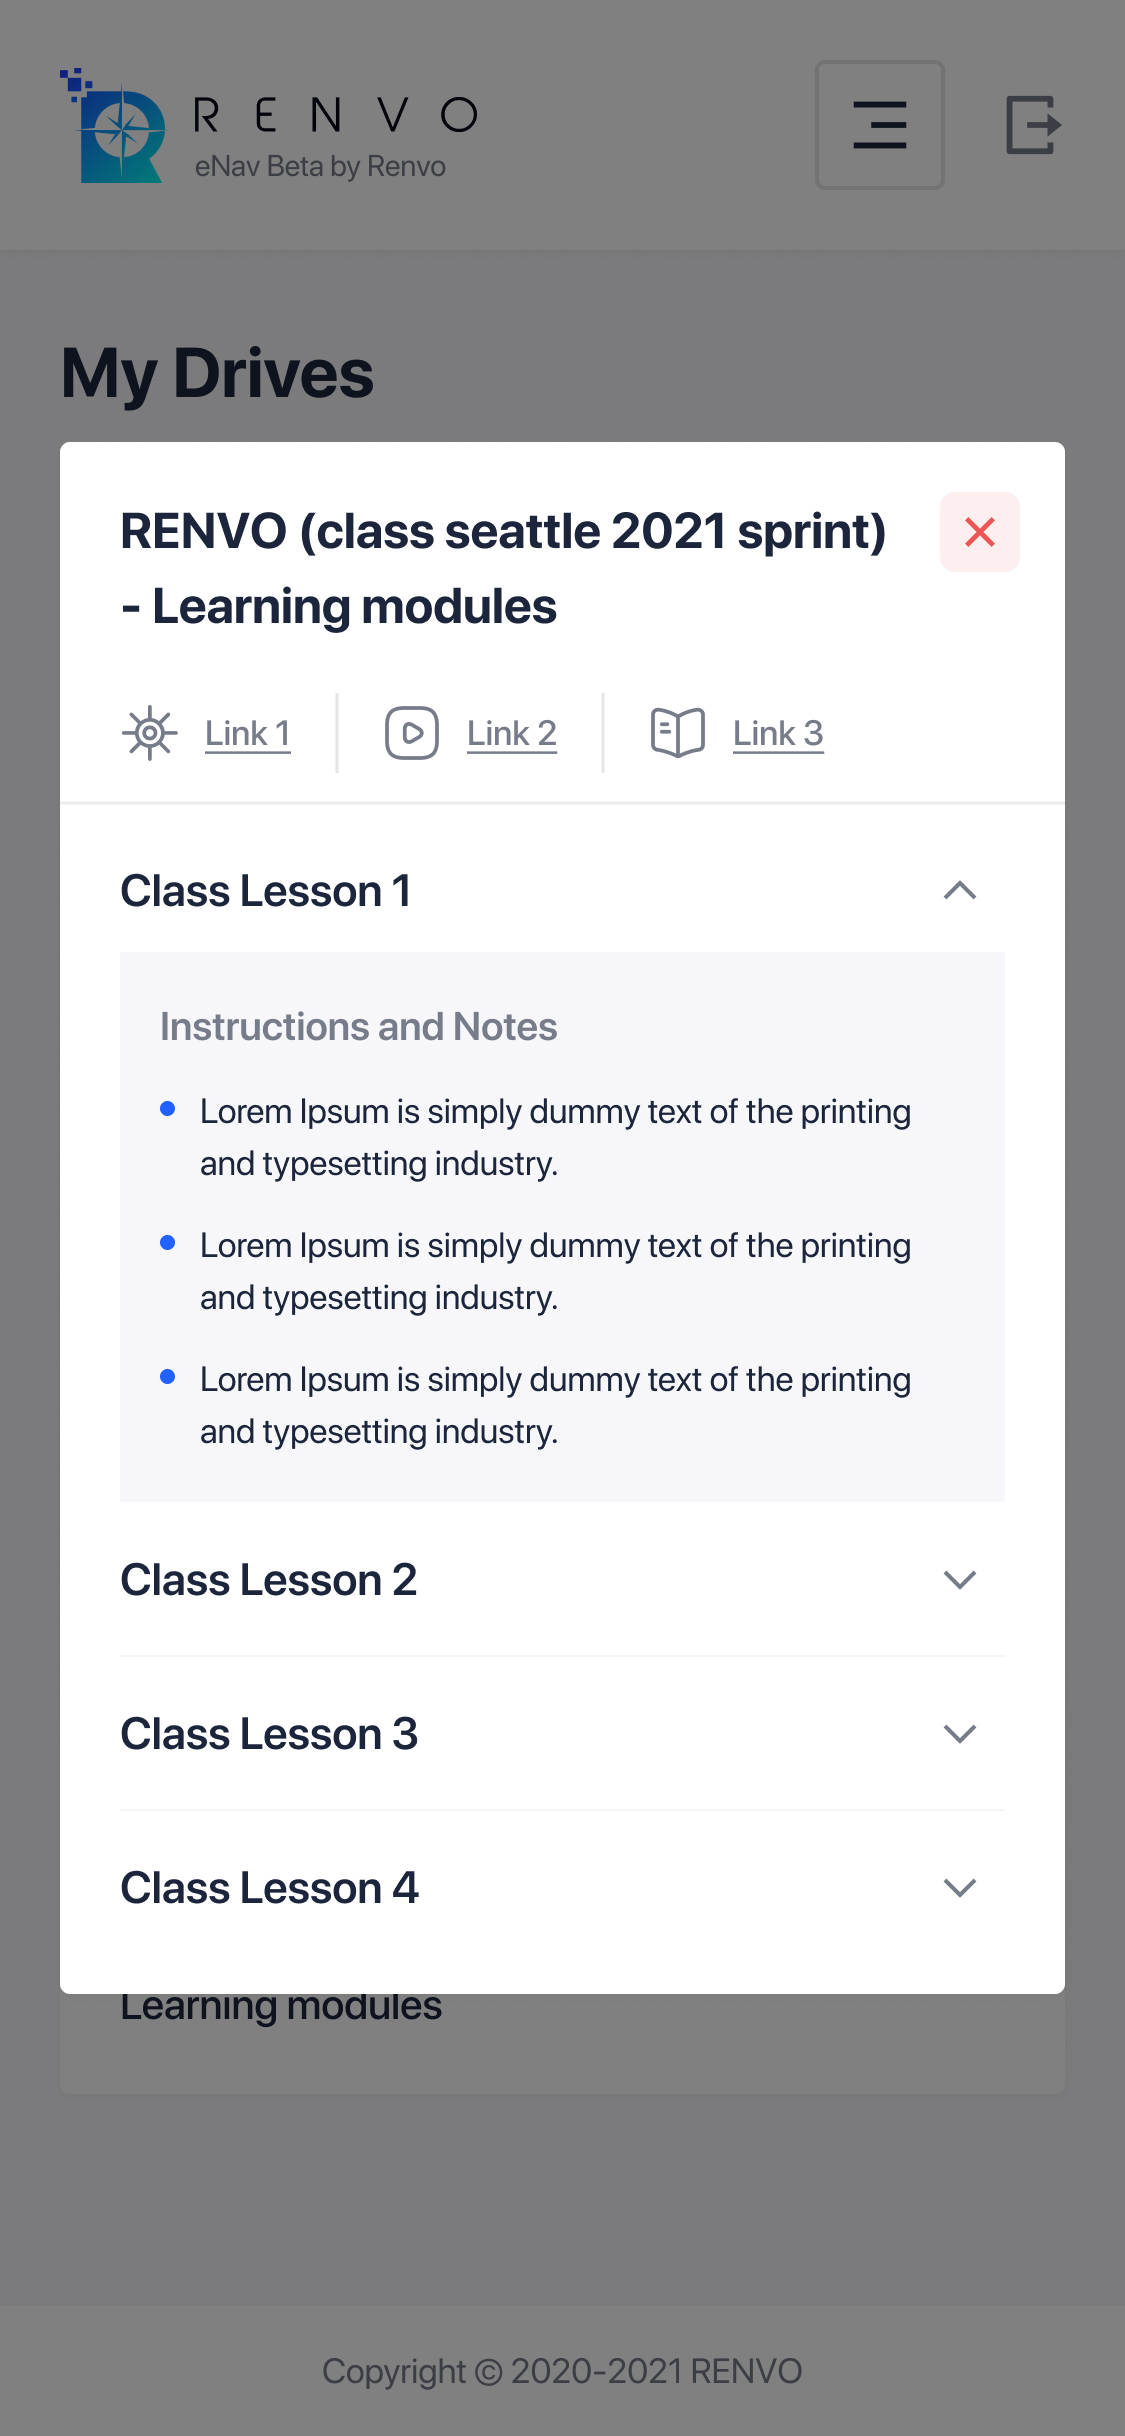 RENVO
eNav Beta by Renvo
My Drives
RENVO (class seattle 2021 sprint)
- Learning modules
Link 1
Link 2
Link 3
Class Lesson 1
Instructions and Notes
Lorem Ipsum is simply dummy text of the printing
and typesetting industry.
Lorem Ipsum is simply dummy text of the printing
and typesetting industry.
Lorem Ipsum is simply dummy text of the printing
and typesetting industry.
Class Lesson 2
Class Lesson 3
Class Lesson 4
Learning modules
Copyright © 2020-2021 RENVO